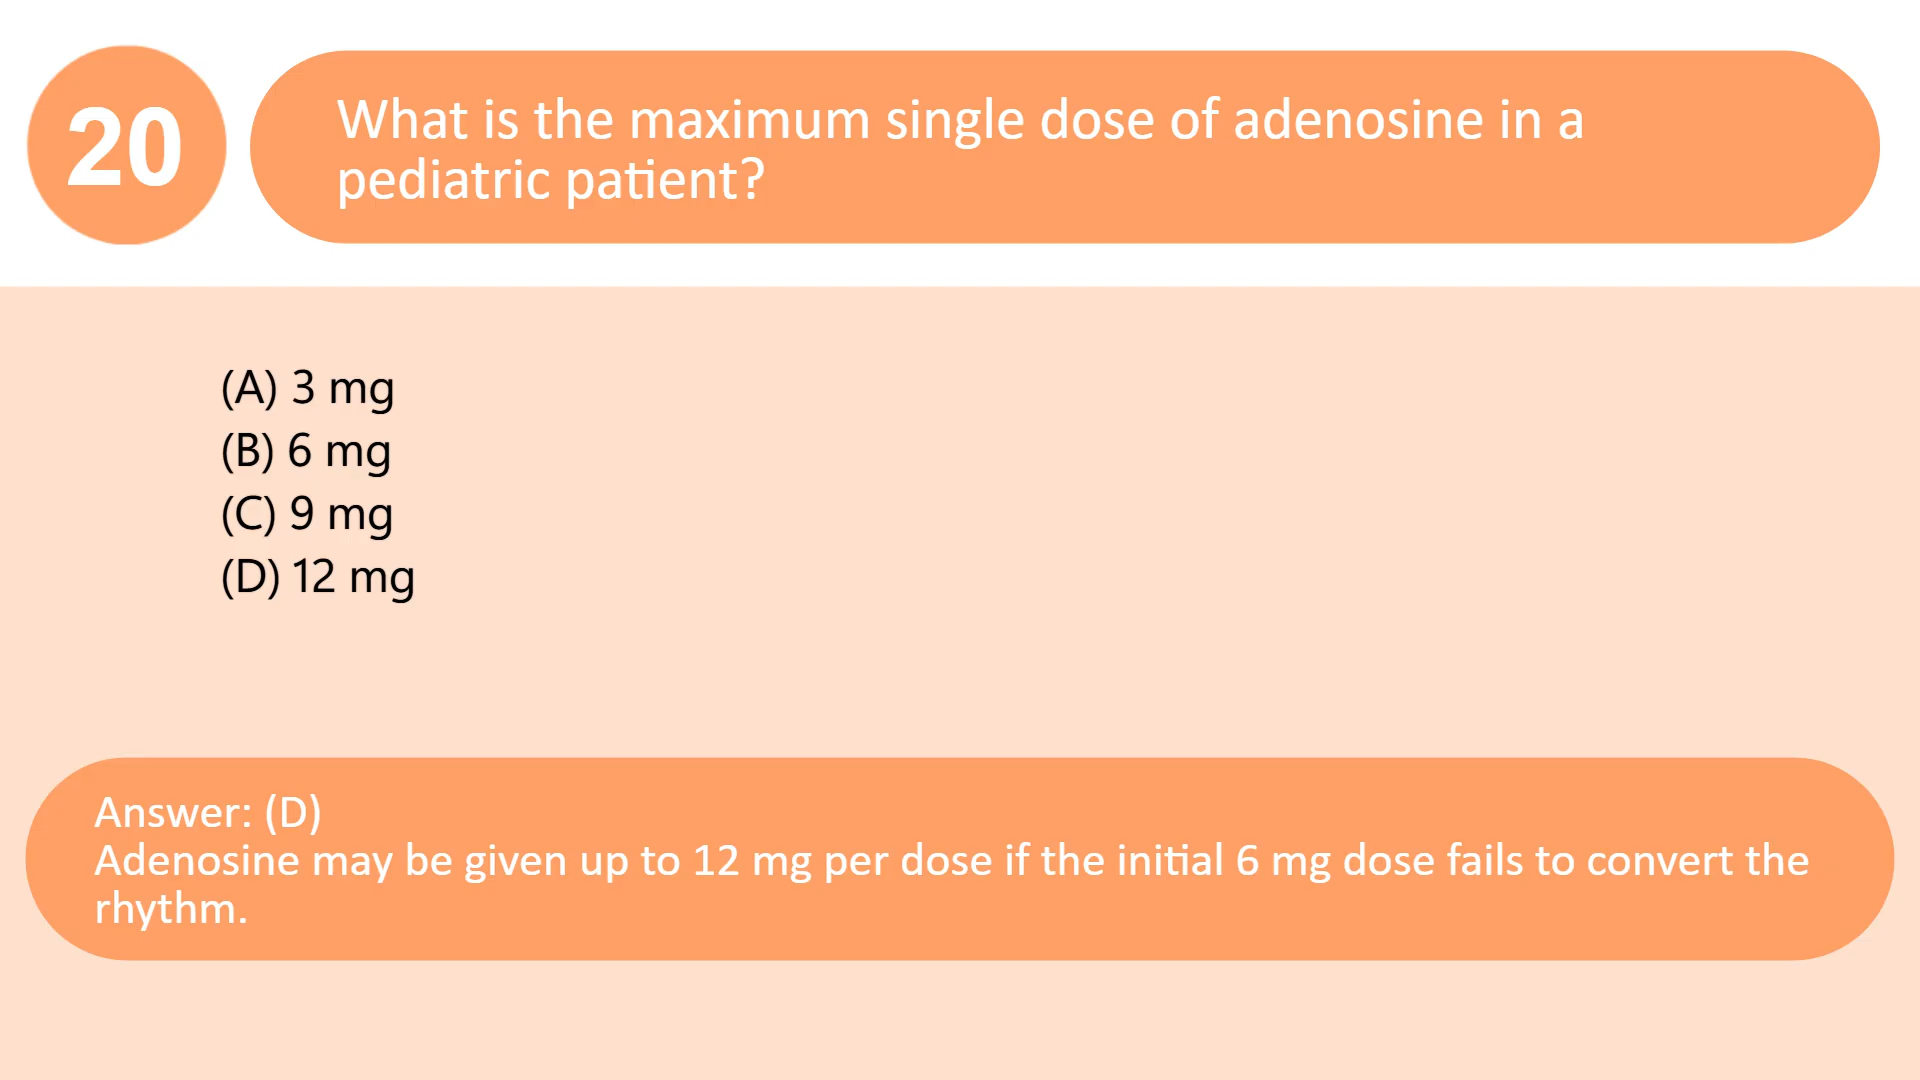 20
What is the maximum single dose of adenosine in a
pediatric patient?
(A) 3 mg
(B) 6 mg
(C) 9 mg
(D) 12 mg
Answer: (D)
Adenosine may be given up to 12 mg per dose if the initial 6 mg dose fails to convert the
rhythm.